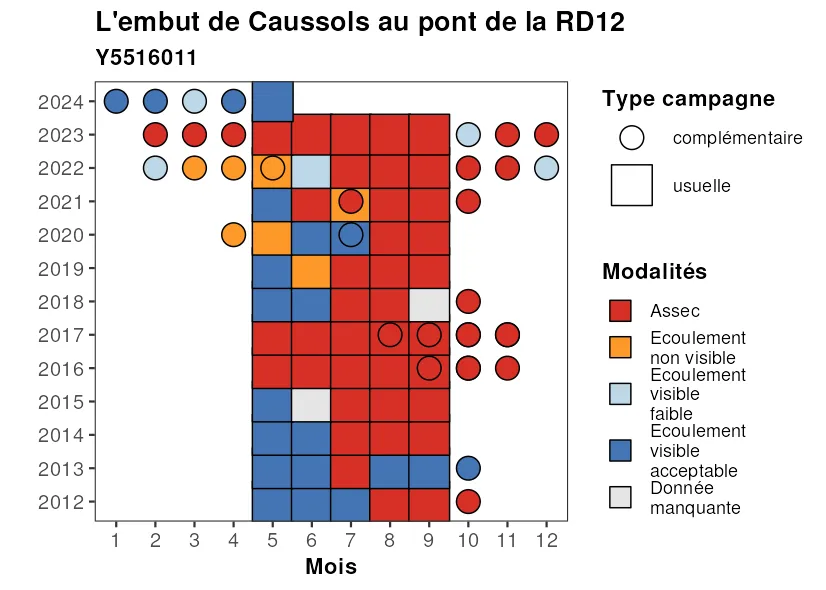 L'embut de Caussols au pont de la RD12
Y5516011
2024
2023
2022
2021
2020
2019
2018
2017
2016
2015
2014
2013
2012
1 2 3 4 5 6 7 8 9 10 11 12
Mois
Type campagne
complémentaire
usuelle
Modalités
Assec
Ecoulement
non visible
Ecoulement
visible
faible
Ecoulement
visible
acceptable
Donnée
manquante